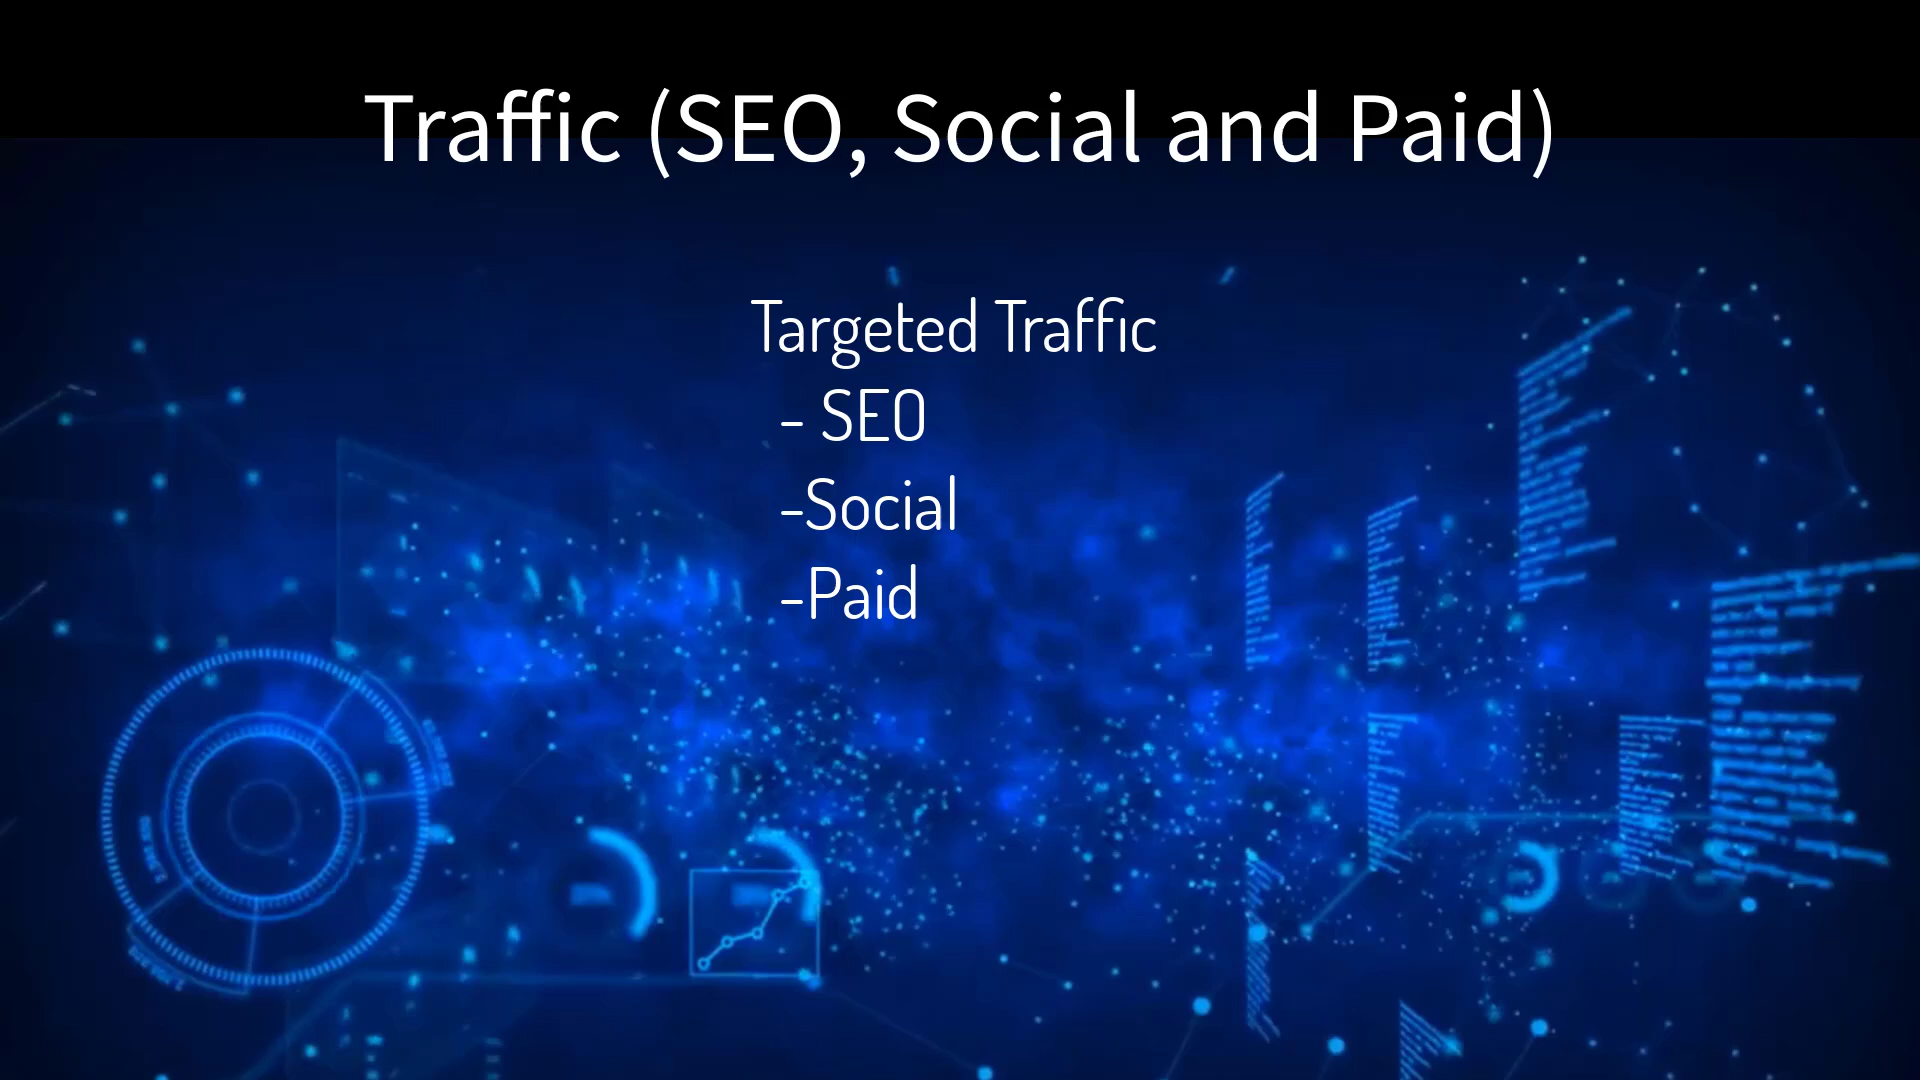 Traffic (SEO, Social and Paid)
Targeted Traffic
- SEO
-Social
-Paid